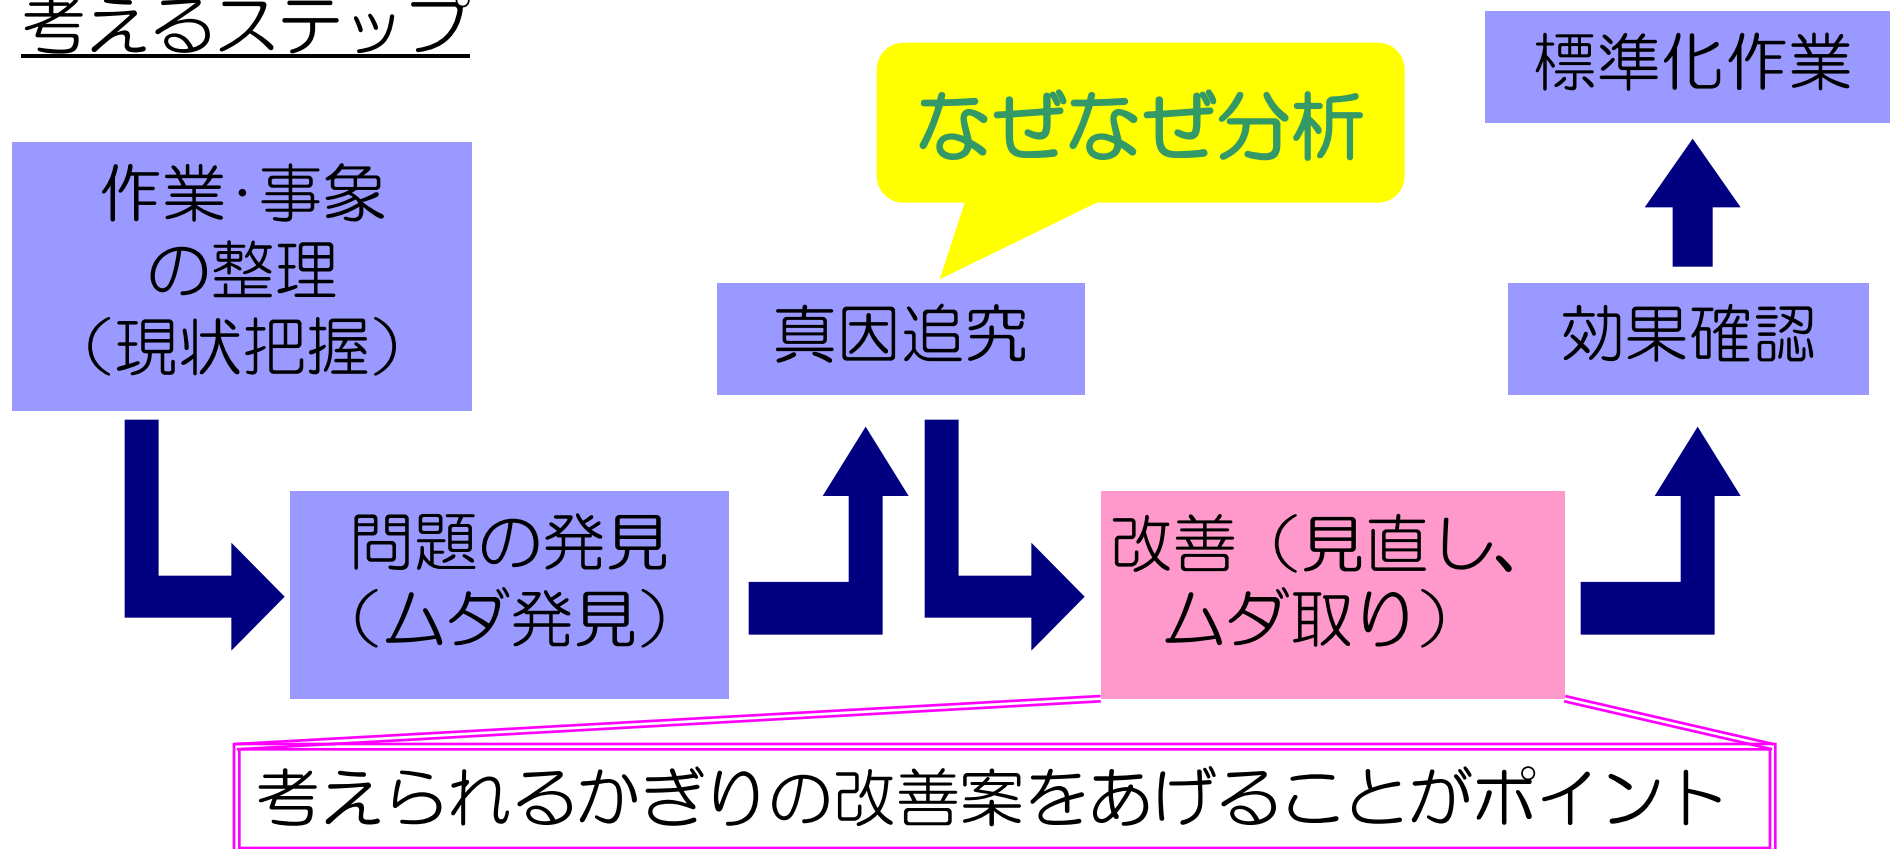 考えるステップ
標準化作業
なぜなぜ分析
作業・事象
の整理
（現状把握）
真因追究
効果確認
問題の発見
（ムダ発見）
改善（見直し、
ムダ取り）
考えられるかぎりの改善案をあげることがポイント